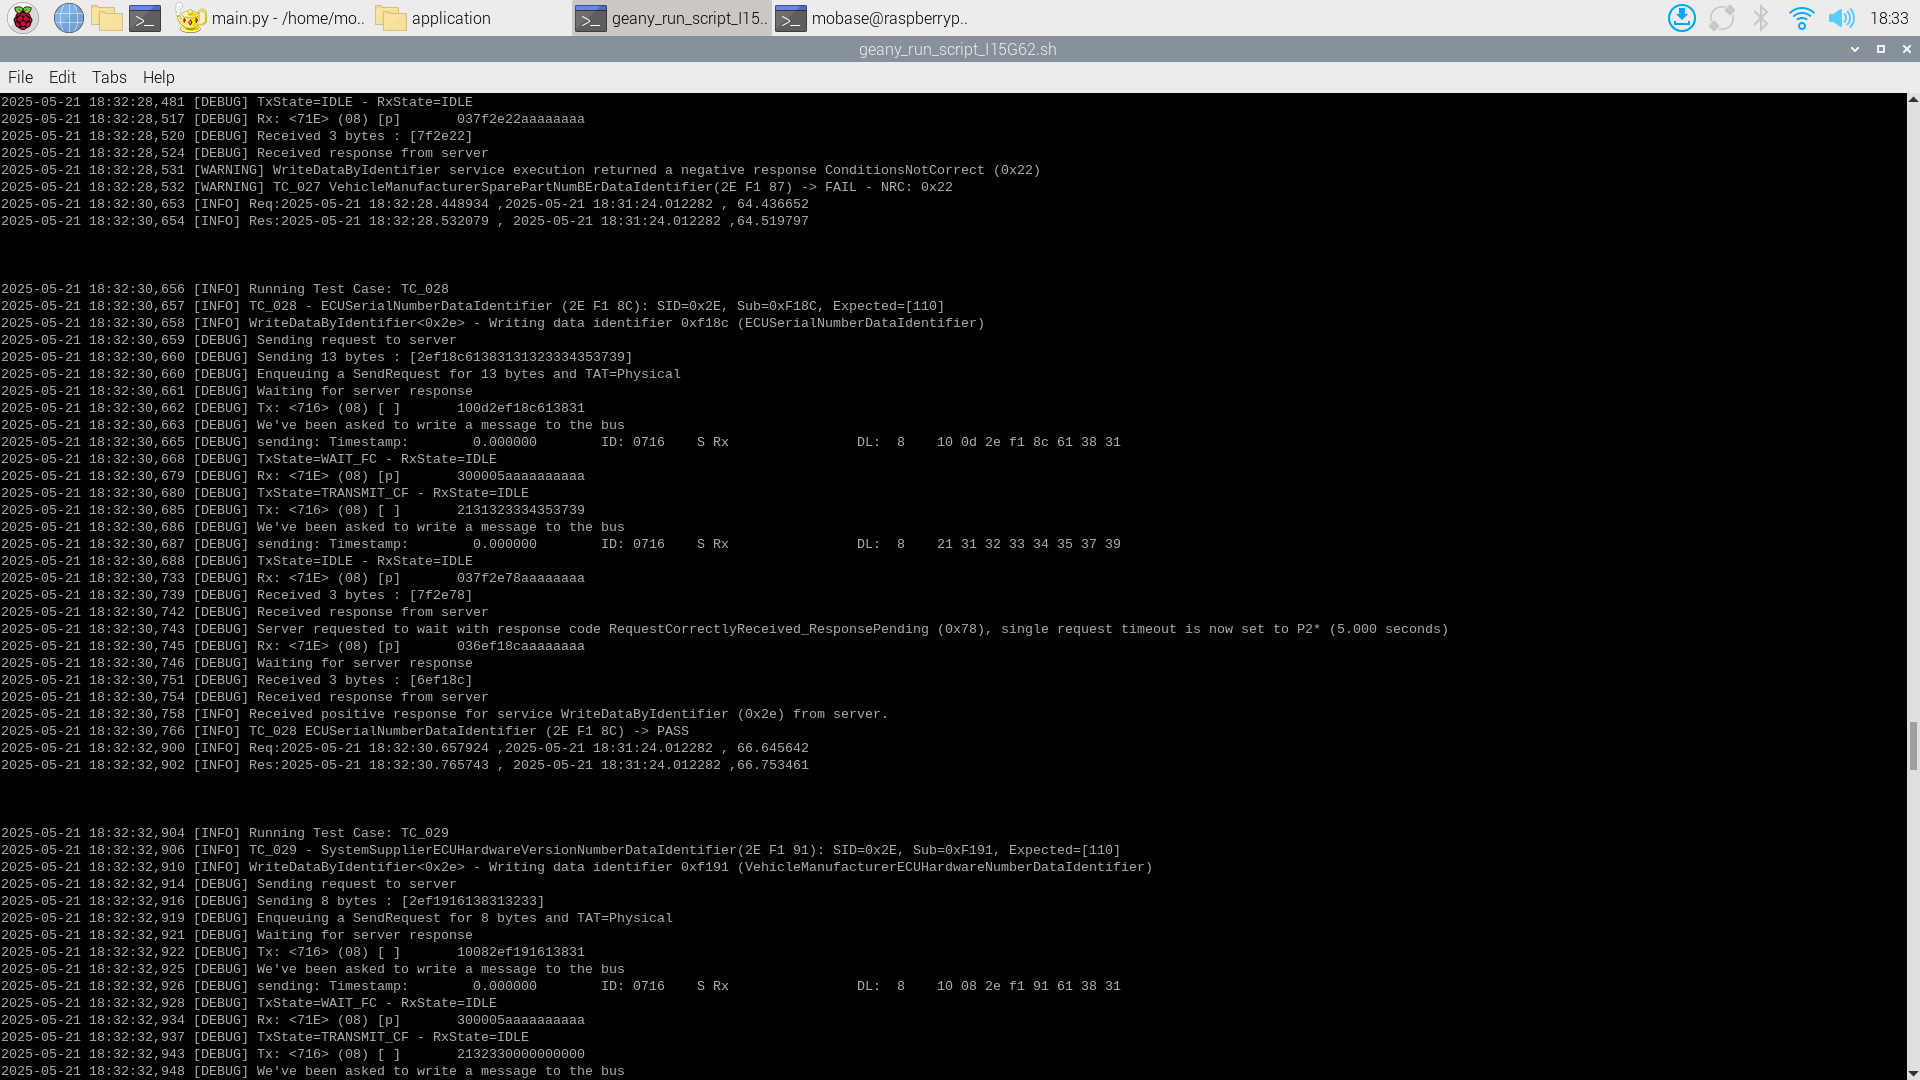 main.py - /home/mo..
application
geany_run_script_I15..
mobase@raspberryp..
18:33
geany_run_script_I15G62.sh
File Edit Tabs Help
2025-05-21 18:32:28,481 [DEBUG] TxState=IDLE - RxState=IDLE
2025-05-21 18:32:28,517 [DEBUG] Rx: <71E> (08) [p]       037f2e22aaaaaaaa
2025-05-21 18:32:28,520 [DEBUG] Received 3 bytes : [7f2e22]
2025-05-21 18:32:28,524 [DEBUG] Received response from server
2025-05-21 18:32:28,531 [WARNING] WriteDataByIdentifier service execution returned a negative response ConditionsNotCorrect (0x22)
2025-05-21 18:32:28,532 [WARNING] TC_027 VehicleManufacturerSparePartNumBErDataIdentifier(2E F1 87) -> FAIL - NRC: 0x22
2025-05-21 18:32:30,653 [INFO] Req:2025-05-21 18:32:28.448934 ,2025-05-21 18:31:24.012282 , 64.436652
2025-05-21 18:32:30,654 [INFO] Res:2025-05-21 18:32:28.532079 , 2025-05-21 18:31:24.012282 ,64.519797
2025-05-21 18:32:30,656 [INFO] Running Test Case: TC_028
2025-05-21 18:32:30,657 [INFO] TC_028 - ECUSerialNumberDataIdentifier (2E F1 8C): SID=0x2E, Sub=0xF18C, Expected=[110]
2025-05-21 18:32:30,658 [INFO] WriteDataByIdentifier<0x2e> - Writing data identifier 0xf18c (ECUSerialNumberDataIdentifier)
2025-05-21 18:32:30,659 [DEBUG] Sending request to server
2025-05-21 18:32:30,660 [DEBUG] Sending 13 bytes : [2ef18c61383131323334353739]
2025-05-21 18:32:30,660 [DEBUG] Enqueuing a SendRequest for 13 bytes and TAT=Physical
2025-05-21 18:32:30,661 [DEBUG] Waiting for server response
2025-05-21 18:32:30,662 [DEBUG] Tx: <716> (08) [ ]       100d2ef18c613831
2025-05-21 18:32:30,663 [DEBUG] We've been asked to write a message to the bus
2025-05-21 18:32:30,665 [DEBUG] sending: Timestamp:        0.000000        ID: 0716    S Rx                DL:  8    10 0d 2e f1 8c 61 38 31
2025-05-21 18:32:30,668 [DEBUG] TxState=WAIT_FC - RxState=IDLE
2025-05-21 18:32:30,679 [DEBUG] Rx: <71E> (08) [p]       300005aaaaaaaaaa
2025-05-21 18:32:30,680 [DEBUG] TxState=TRANSMIT_CF - RxState=IDLE
2025-05-21 18:32:30,685 [DEBUG] Tx: <716> (08) [ ]       2131323334353739
2025-05-21 18:32:30,686 [DEBUG] We've been asked to write a message to the bus
2025-05-21 18:32:30,687 [DEBUG] sending: Timestamp:        0.000000        ID: 0716    S Rx                DL:  8    21 31 32 33 34 35 37 39
2025-05-21 18:32:30,688 [DEBUG] TxState=IDLE - RxState=IDLE
2025-05-21 18:32:30,733 [DEBUG] Rx: <71E> (08) [p]       037f2e78aaaaaaaa
2025-05-21 18:32:30,739 [DEBUG] Received 3 bytes : [7f2e78]
2025-05-21 18:32:30,742 [DEBUG] Received response from server
2025-05-21 18:32:30,743 [DEBUG] Server requested to wait with response code RequestCorrectlyReceived_ResponsePending (0x78), single request timeout is now set to P2* (5.000 seconds)
2025-05-21 18:32:30,745 [DEBUG] Rx: <71E> (08) [p]       036ef18caaaaaaaa
2025-05-21 18:32:30,746 [DEBUG] Waiting for server response
2025-05-21 18:32:30,751 [DEBUG] Received 3 bytes : [6ef18c]
2025-05-21 18:32:30,754 [DEBUG] Received response from server
2025-05-21 18:32:30,758 [INFO] Received positive response for service WriteDataByIdentifier (0x2e) from server.
2025-05-21 18:32:30,766 [INFO] TC_028 ECUSerialNumberDataIdentifier (2E F1 8C) -> PASS
2025-05-21 18:32:32,900 [INFO] Req:2025-05-21 18:32:30.657924 ,2025-05-21 18:31:24.012282 , 66.645642
2025-05-21 18:32:32,902 [INFO] Res:2025-05-21 18:32:30.765743 , 2025-05-21 18:31:24.012282 ,66.753461
2025-05-21 18:32:32,904 [INFO] Running Test Case: TC_029
2025-05-21 18:32:32,906 [INFO] TC_029 - SystemSupplierECUHardwareVersionNumberDataIdentifier(2E F1 91): SID=0x2E, Sub=0xF191, Expected=[110]
2025-05-21 18:32:32,910 [INFO] WriteDataByIdentifier<0x2e> - Writing data identifier 0xf191 (VehicleManufacturerECUHardwareNumberDataIdentifier)
2025-05-21 18:32:32,914 [DEBUG] Sending request to server
2025-05-21 18:32:32,916 [DEBUG] Sending 8 bytes : [2ef1916138313233]
2025-05-21 18:32:32,919 [DEBUG] Enqueuing a SendRequest for 8 bytes and TAT=Physical
2025-05-21 18:32:32,921 [DEBUG] Waiting for server response
2025-05-21 18:32:32,922 [DEBUG] Tx: <716> (08) [ ]       10082ef191613831
2025-05-21 18:32:32,925 [DEBUG] We've been asked to write a message to the bus
2025-05-21 18:32:32,926 [DEBUG] sending: Timestamp:        0.000000        ID: 0716    S Rx                DL:  8    10 08 2e f1 91 61 38 31
2025-05-21 18:32:32,928 [DEBUG] TxState=WAIT_FC - RxState=IDLE
2025-05-21 18:32:32,934 [DEBUG] Rx: <71E> (08) [p]       300005aaaaaaaaaa
2025-05-21 18:32:32,937 [DEBUG] TxState=TRANSMIT_CF - RxState=IDLE
2025-05-21 18:32:32,943 [DEBUG] Tx: <716> (08) [ ]       2132330000000000
2025-05-21 18:32:32,948 [DEBUG] We've been asked to write a message to the bus